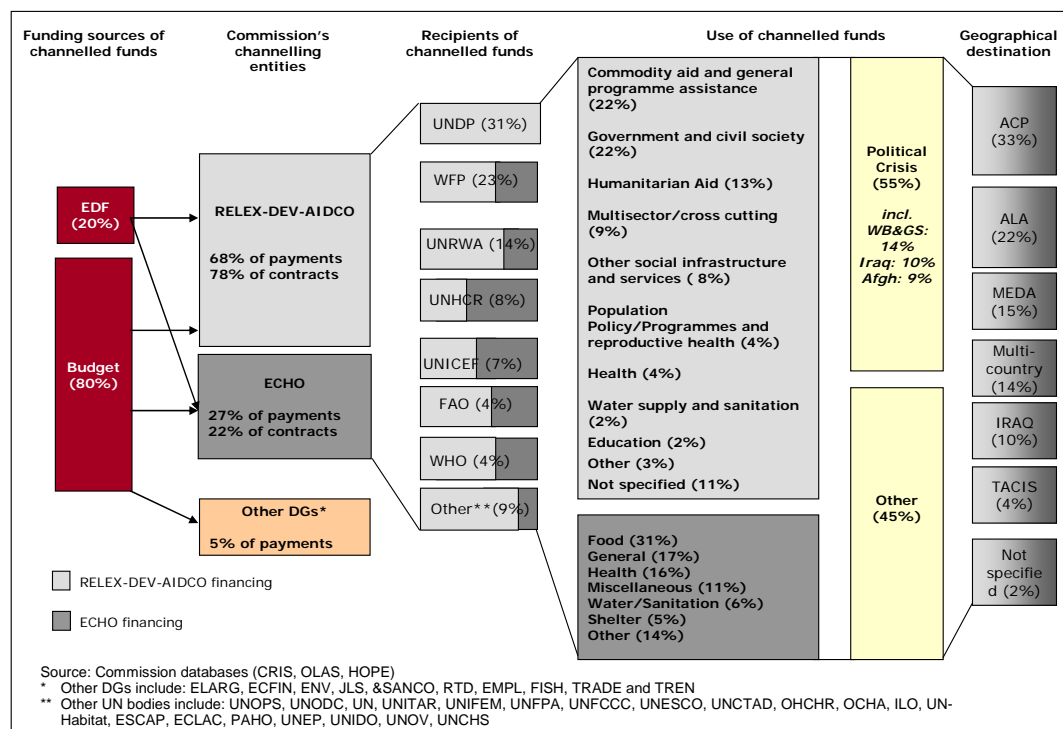 Funding sources of
channelled funds
Commission's
channelling
entities
Recipients of
channelled funds
Use of channelled funds
Geographical
destination
EDF
(20%)
Budget
(80%)
RELEX-DEV-AIDCO
68% of payments
78% of contracts
ECHO
27% of payments
22% of contracts
Other DGs*
5% of payments
RELEX-DEV-AIDCO financing
ECHO financing
UNDP (31%)
WFP (23%)
UNRWA (14%)
UNHCR (8%)
UNICEF (7%)
FAO (4%)
WHO (4%)
Other** (9%)
Commodity aid and general
programme assistance
(22%)
Government and civil society
(22%)
Humanitarian Aid (13%)
Multisector/cross cutting
(9%)
Other social infrastructure
and services ( 8%)
Population
Policy/Programmes and
reproductive health (4%)
Health (4%)
Water supply and sanitation
(2%)
Education (2%)
Other (3%)
Not specified (11%)
Food (31%)
General (17%)
Health (16%)
Miscellaneous (11%)
Water/Sanitation (6%)
Shelter (5%)
Other (14%)
Political
Crisis
(55%)
incl.
WB&GS:
14%
Iraq: 10%
Afgh: 9%
Other
(45%)
ACP
(33%)
ALA
(22%)
MEDA
(15%)
Multi-
country
(14%)
IRAQ
(10%)
TACIS
(4%)
Not
specifie
d (2%)
Source: Commission databases (CRIS, OLAS, HOPE)
* Other DGs include: ELARG, ECFIN, ENV, JLS, &SANCO, RTD, EMPL, FISH, TRADE and TREN
** Other UN bodies include: UNOPS, UNODC, UN, UNITAR, UNIFEM, UNFPA, UNFCCC, UNESCO, UNCTAD, OHCHR, OCHA, ILO, UN-
Habitat, ESCAP, ECLAC, PAHO, UNEP, UNIDO, UNOV, UNCHS